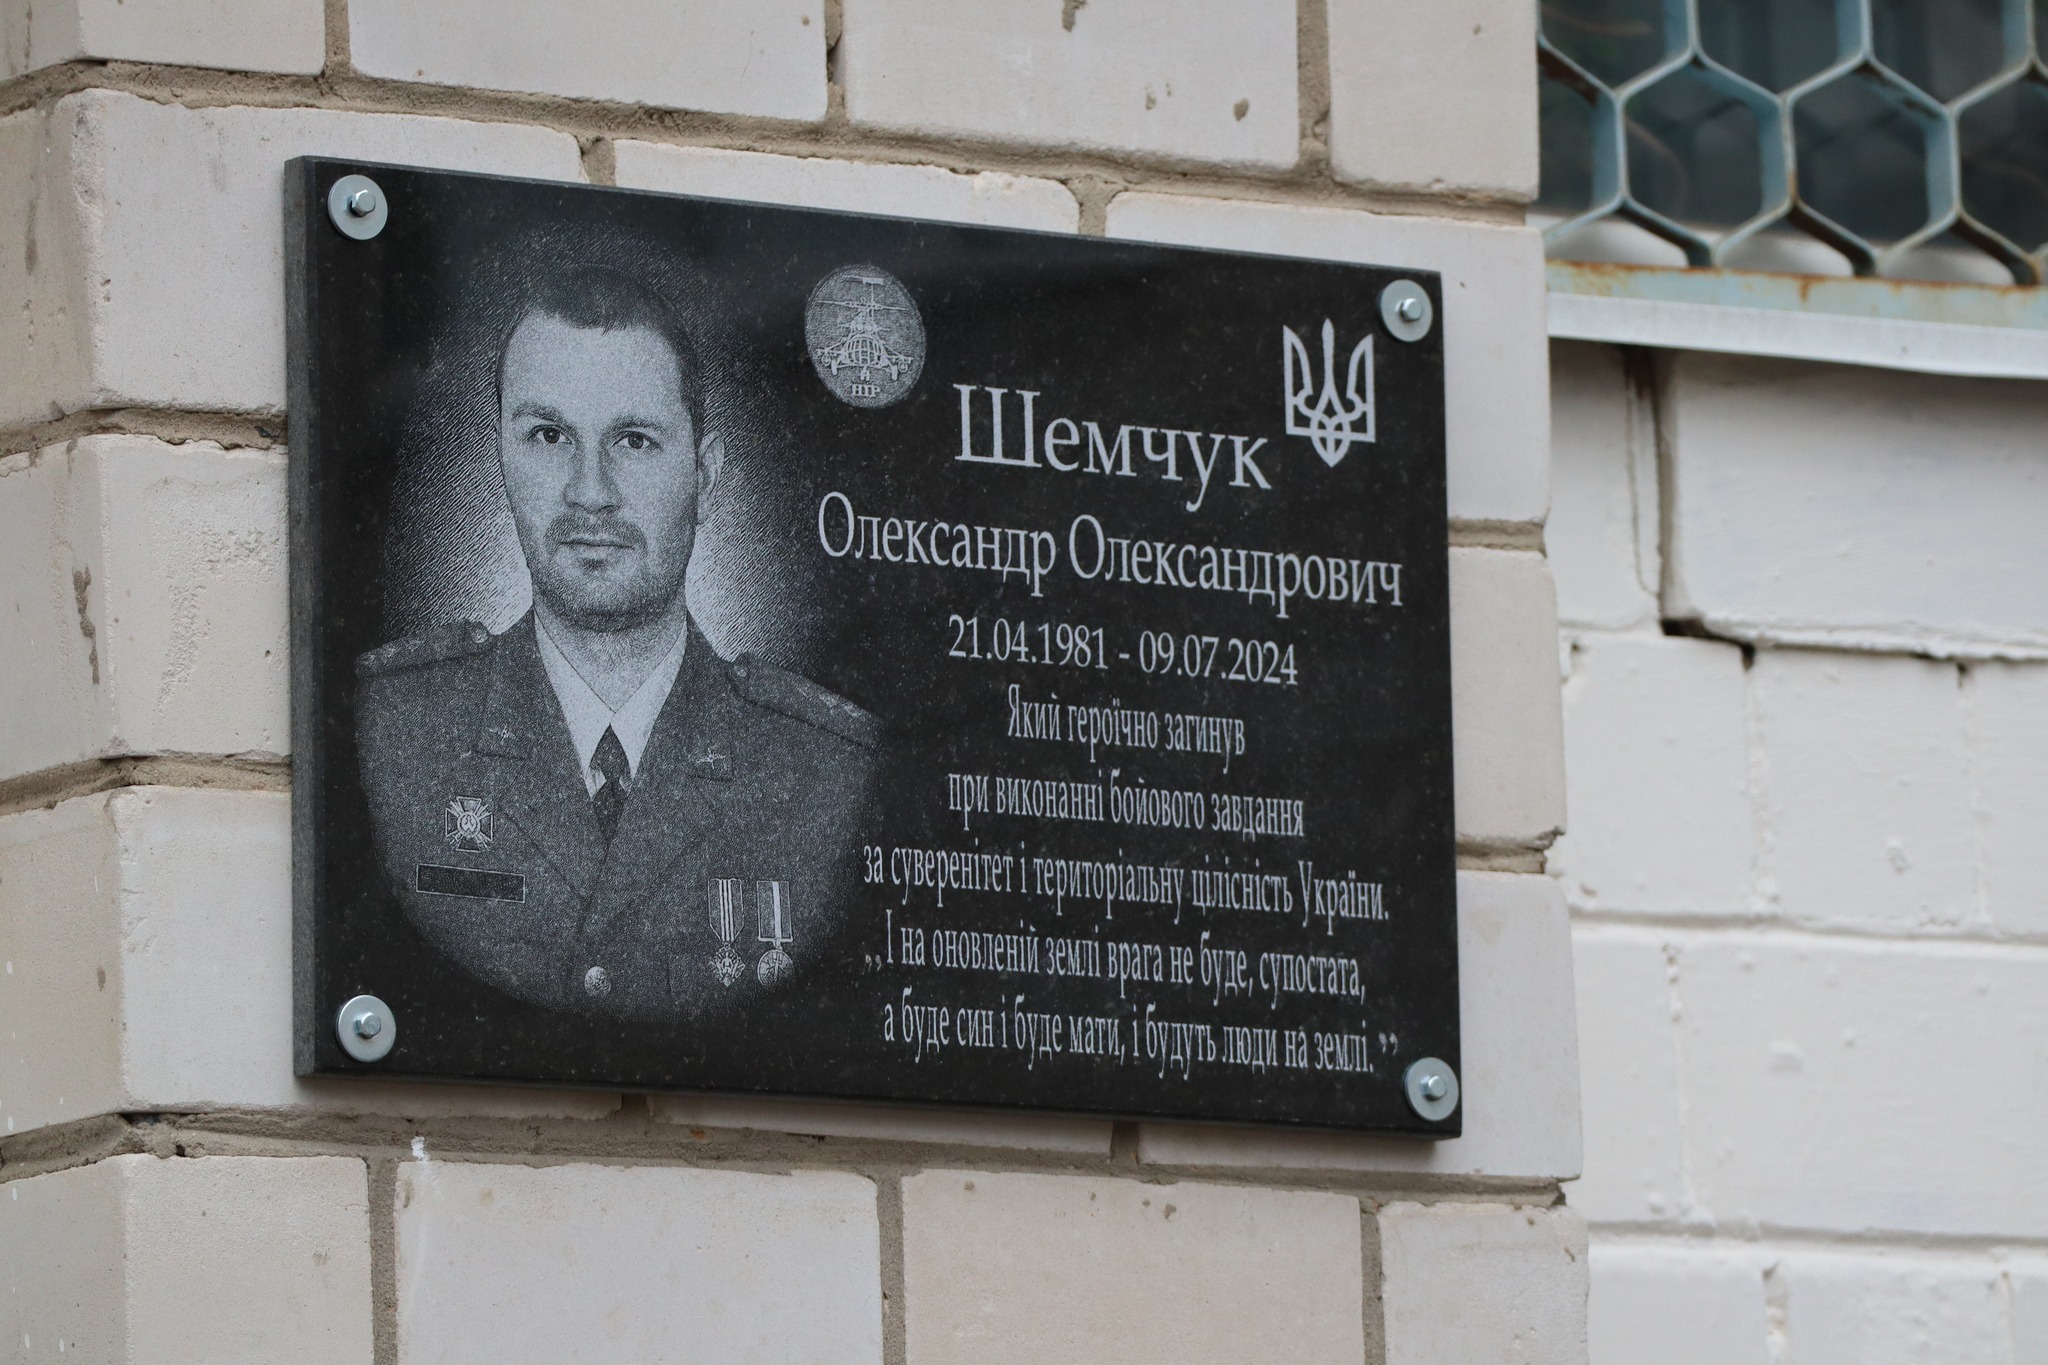 НТР
Шемчук
Олександр Олександрович
21.04.1981 - 09.07.2024
Який героїчно загинув
при виконанні бойового завдання
за суверенітет і територіальну цілісність України.
,,І на оновленій землі врага не буде, супостата,
а буде син і буде мати, і будуть люди на землі.”